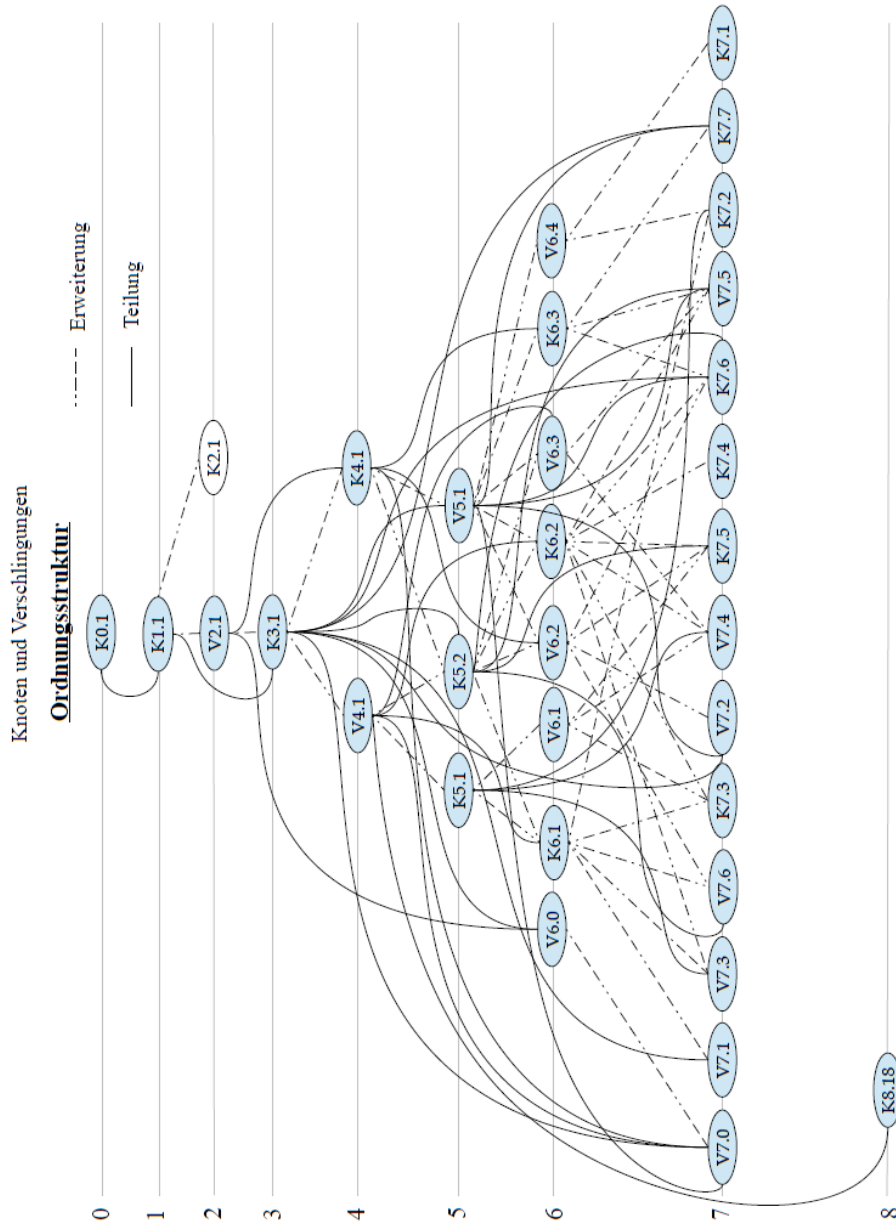 Knoten und Verschlingungen
Ordnungsstruktur
Erweiterung
Teilung
0
K0.1
1
K1.1
2
V2.1
K2.1
3
K3.1
4
V4.1
K4.1
5
K5.1
K5.2
V5.1
6
V6.0
K6.1
V6.1
V6.2
K6.2
V6.3
K6.3
V6.4
7
V7.0
V7.1
V7.3
V7.6
K7.3
V7.2
V7.4
K7.5
K7.4
K7.6
V7.5
K7.2
K7.7
K7.1
8
K8.18